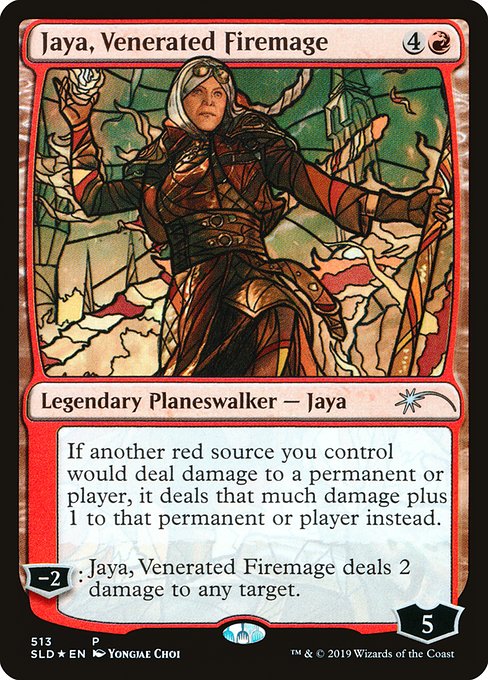 Jaya, Venerated Firemage 4
Legendary Planeswalker — Jaya
If another red source you control
would deal damage to a permanent or
player, it deals that much damage plus
1 to that permanent or player instead.
-2 : Jaya, Venerated Firemage deals 2
damage to any target.
5
513 P
SLD ★ EN Yongjae Choi
™ & © 2019 Wizards of the Coast